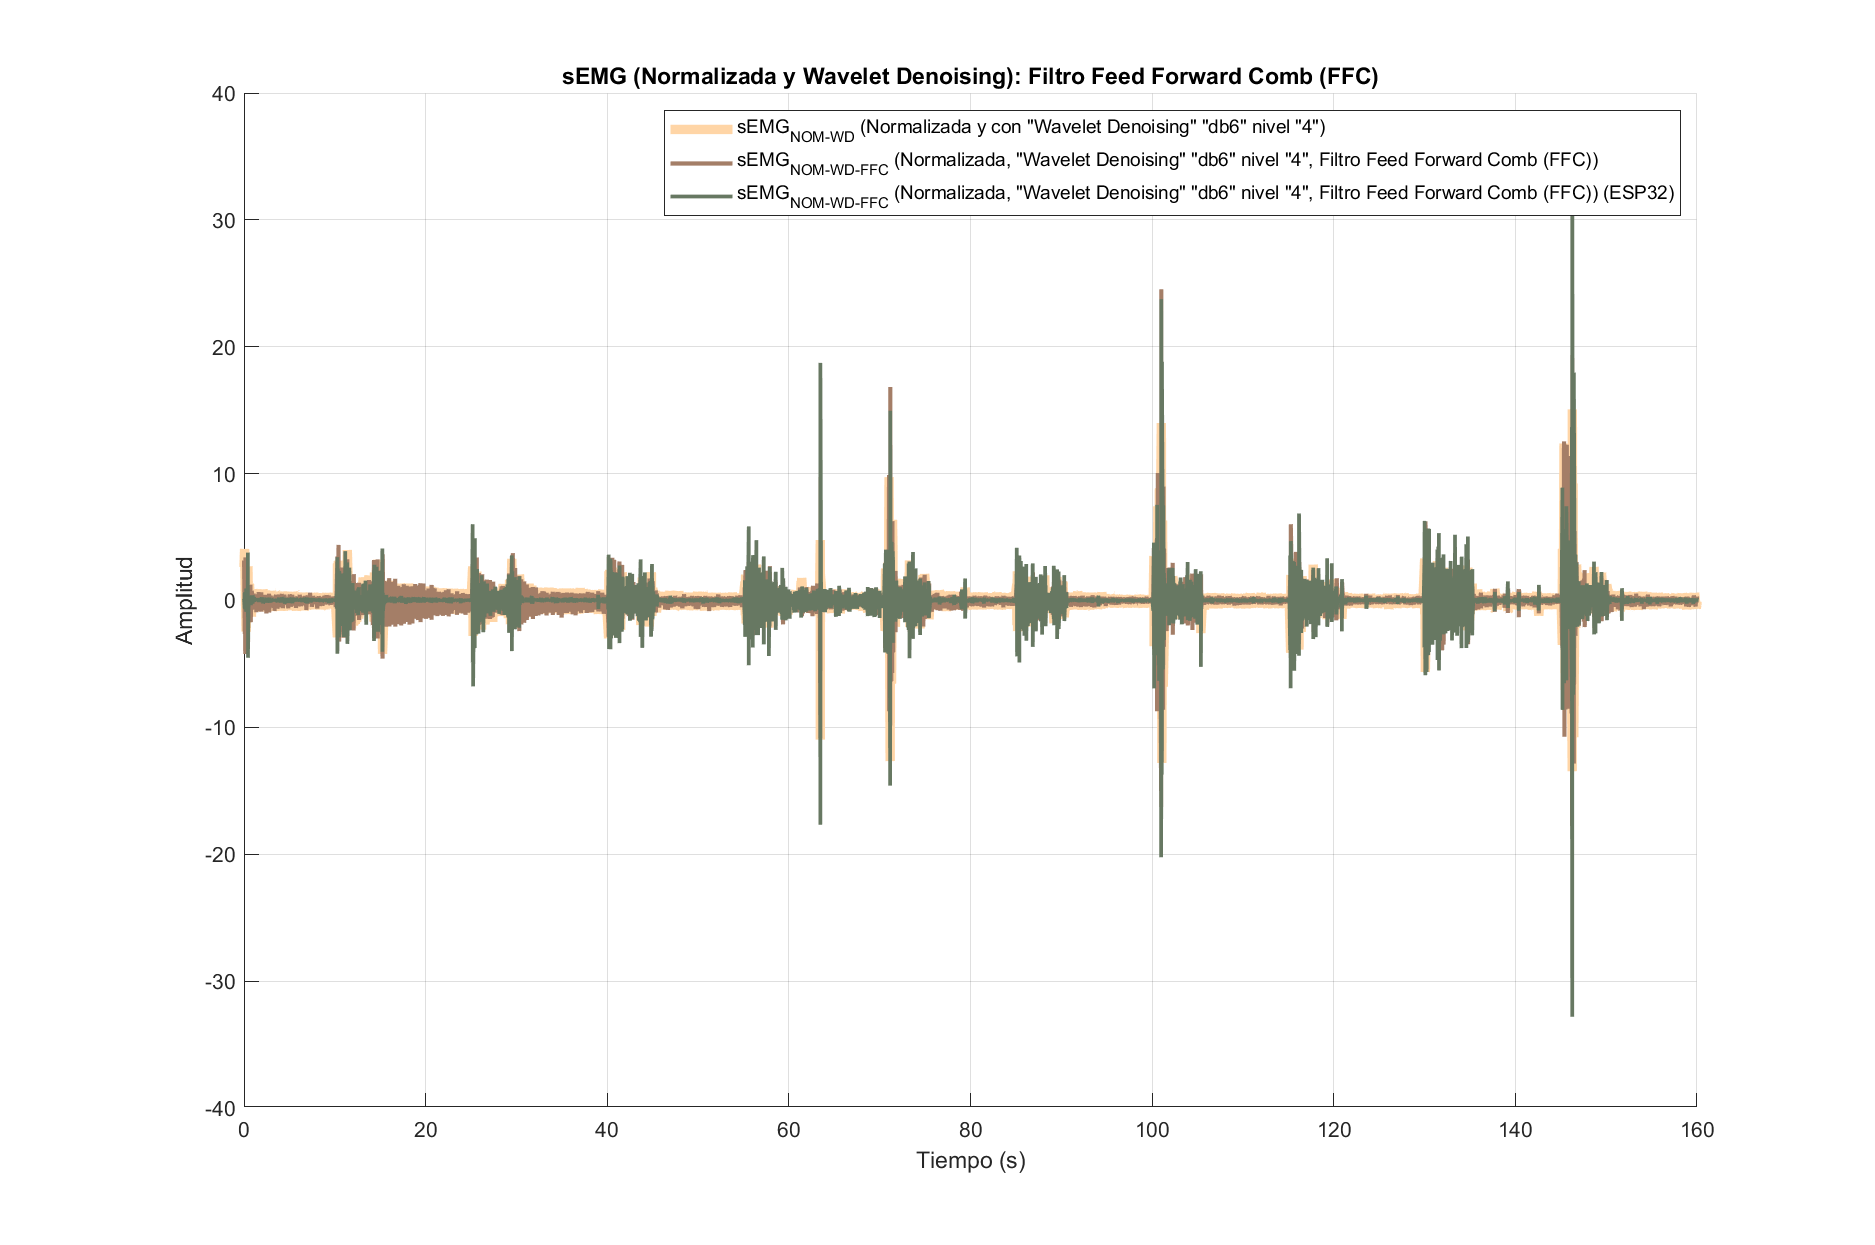 sEMG (Normalizada y Wavelet Denoising): Filtro Feed Forward Comb (FFC)
sEMG_NOM-WD (Normalizada y con "Wavelet Denoising" "db6" nivel "4")
sEMG_NOM-WD-FFC (Normalizada, "Wavelet Denoising" "db6" nivel "4", Filtro Feed Forward Comb (FFC))
sEMG_NOM-WD-FFC (Normalizada, "Wavelet Denoising" "db6" nivel "4", Filtro Feed Forward Comb (FFC)) (ESP32)
40
30
20
10
0
-10
-20
-30
-40
Amplitud
0 20 40 60 80 100 120 140 160
Tiempo (s)